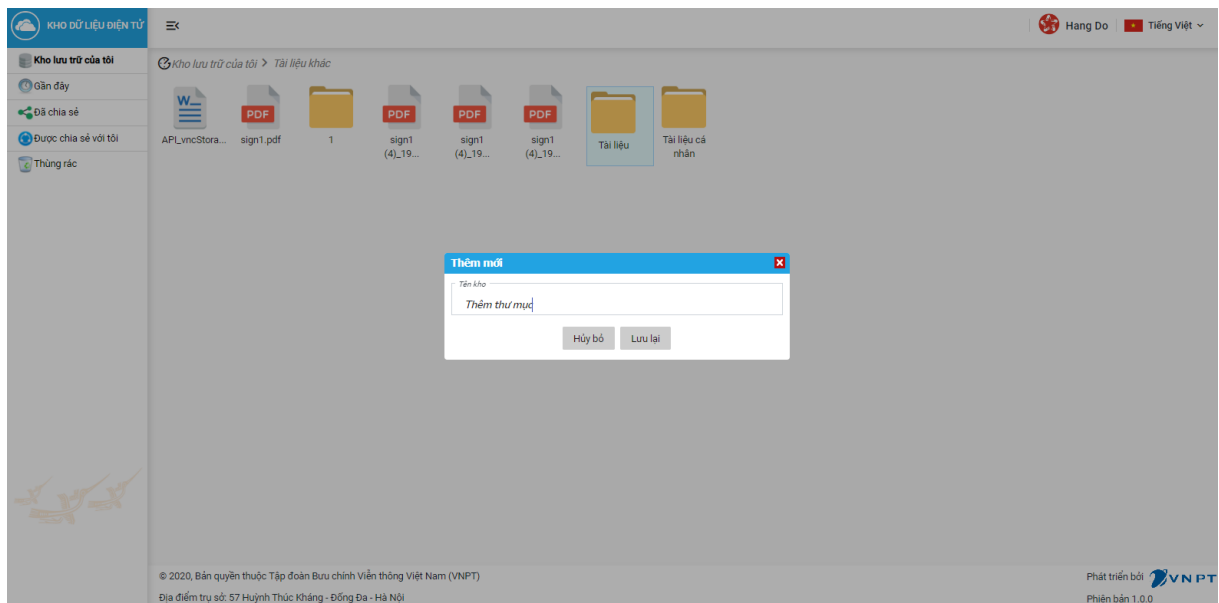 KHO DỮ LIỆU ĐIỆN TỬ
Hang Do
Tiếng Việt
Kho lưu trữ của tôi
Gần đây
Đã chia sẻ
Được chia sẻ với tôi
Thùng rác
Kho lưu trữ của tôi > Tài liệu khác
API_vncStora...
sign1.pdf
1
sign1
(4)_19...
sign1
(4)_19...
sign1
(4)_19...
Tài liệu
Tài liệu cá
nhân
W
PDF
PDF
PDF
PDF
Thêm mới
Tên kho
Thêm thư mục
Hủy bỏ
Lưu lại
© 2020, Bản quyền thuộc Tập đoàn Bưu chính Viễn thông Việt Nam (VNPT)
Địa điểm trụ sở: 57 Huỳnh Thúc Kháng - Đống Đa - Hà Nội
Phát triển bởi VNPT
Phiên bản 1.0.0